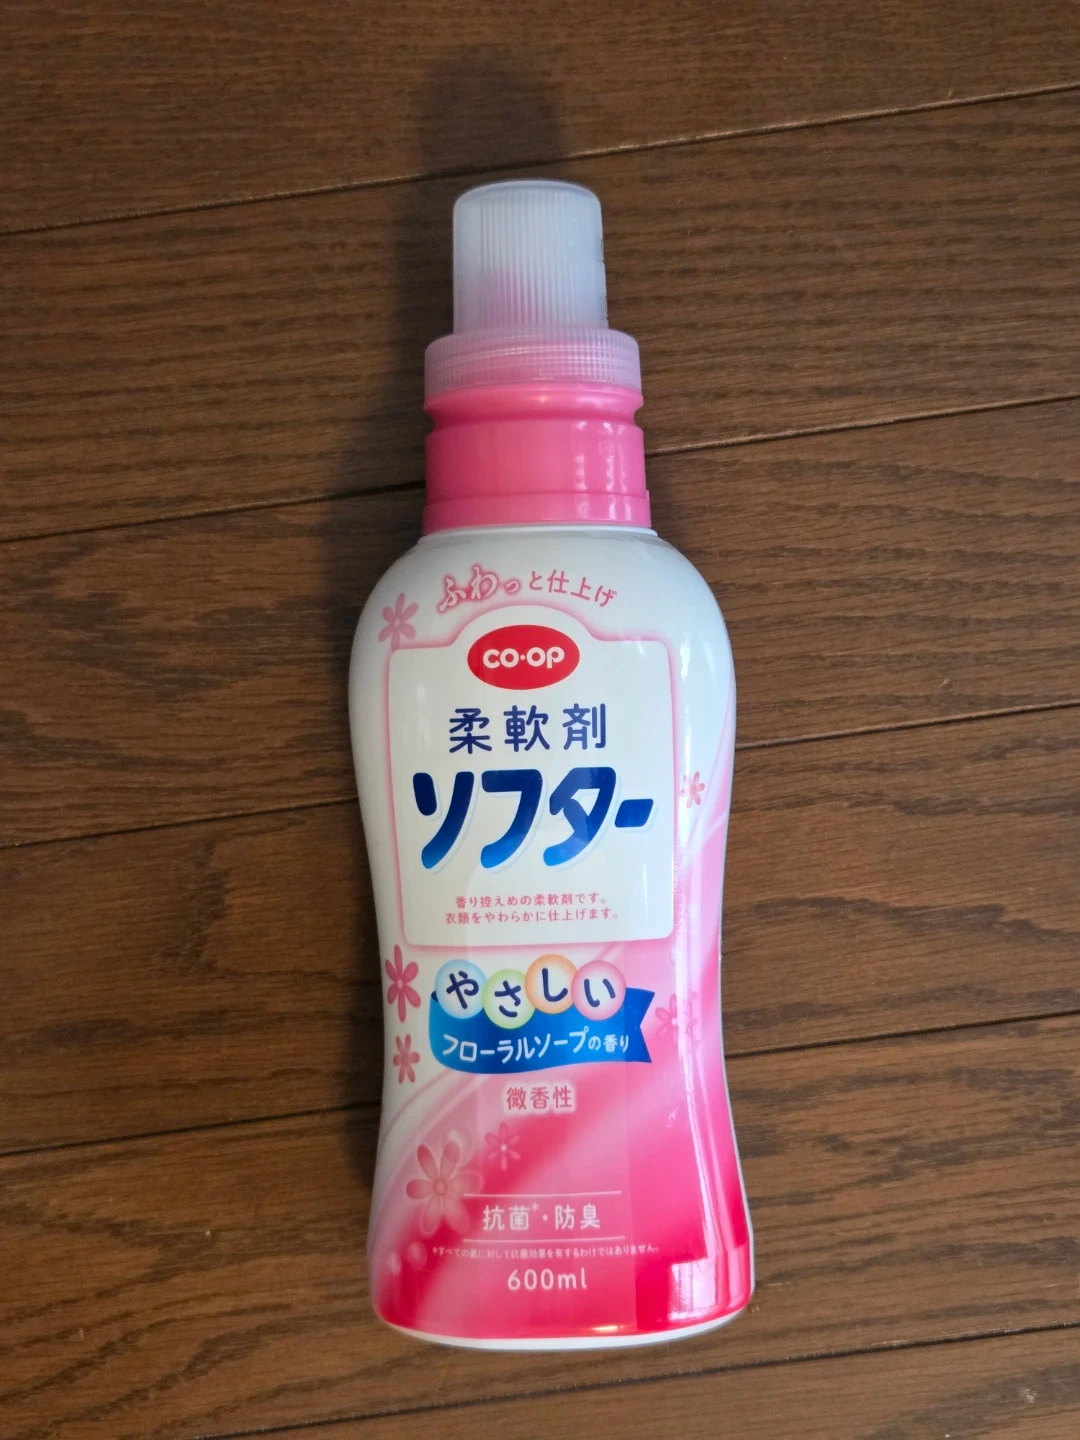 ふわっと仕上げ
CO·OP
柔軟剤
ソフター
香り控えめの柔軟剤です。
衣類をやわらかに仕上げます。
やさしい
フローラルソープの香り
微香性
抗菌*・防臭
*すべての菌に対して抗菌効果を有するわけではありません。
600ml